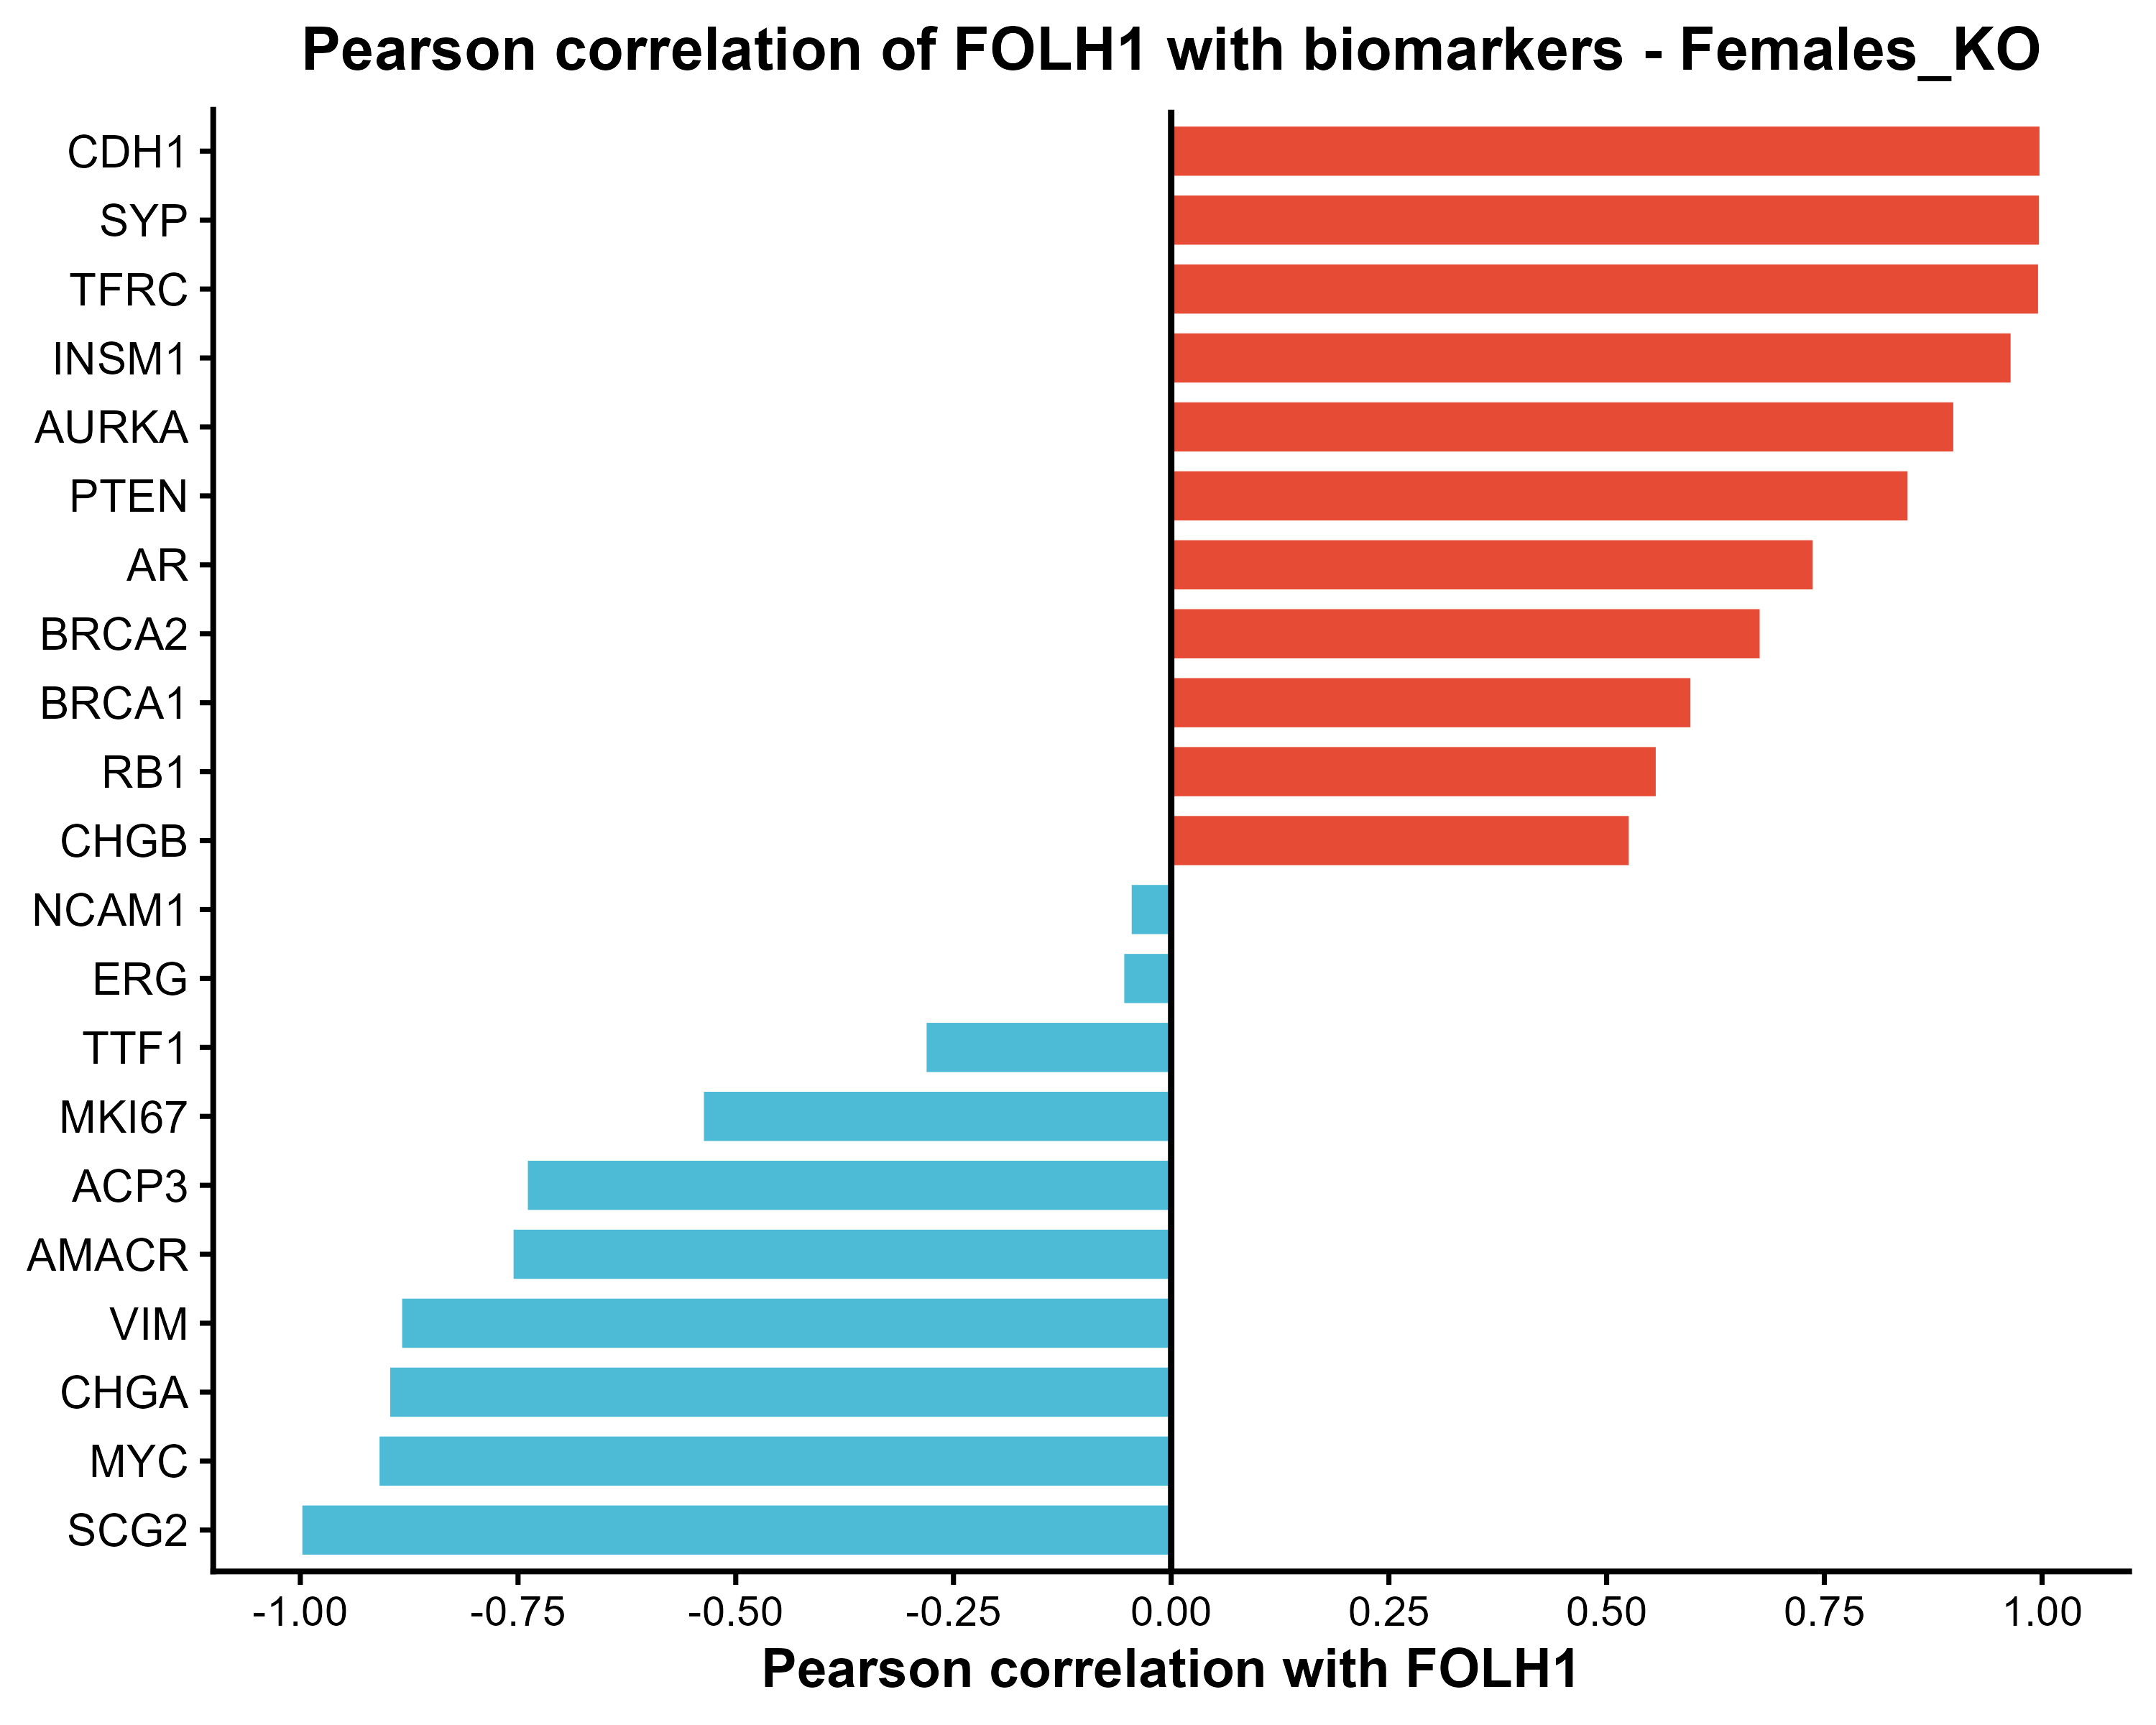 Pearson correlation of FOLH1 with biomarkers - Females_KO
CDH1
SYP
TFRC
INSM1
AURKA
PTEN
AR
BRCA2
BRCA1
RB1
CHGB
NCAM1
ERG
TTF1
MKI67
ACP3
AMACR
VIM
CHGA
MYC
SCG2
-1.00 -0.75 -0.50 -0.25 0.00 0.25 0.50 0.75 1.00
Pearson correlation with FOLH1